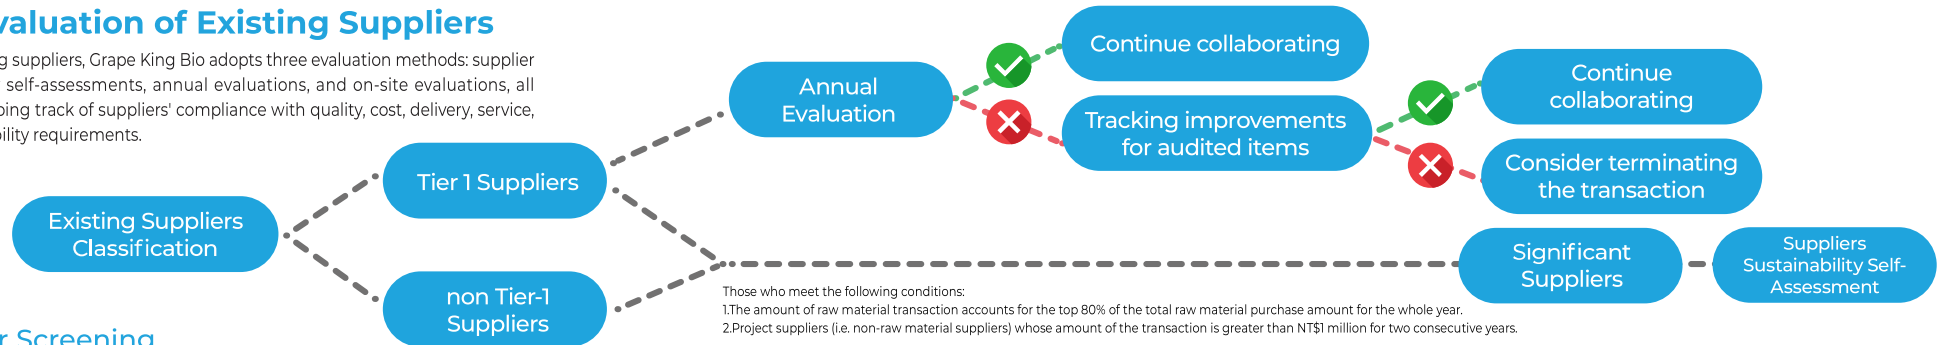 valuation of Existing Suppliers
g suppliers, Grape King Bio adopts three evaluation methods: supplier
self-assessments, annual evaluations, and on-site evaluations, all
ping track of suppliers' compliance with quality, cost, delivery, service,
bility requirements.
Existing Suppliers
Classification
Tier 1 Suppliers
non Tier-1
Suppliers
Annual
Evaluation
Continue collaborating
Tracking improvements
for audited items
Continue
collaborating
Consider terminating
the transaction
Significant
Suppliers
Suppliers
Sustainability Self-
Assessment
Those who meet the following conditions:
1.The amount of raw material transaction accounts for the top 80% of the total raw material purchase amount for the whole year.
2.Project suppliers (i.e. non-raw material suppliers) whose amount of the transaction is greater than NT$1 million for two consecutive years.
r Screening